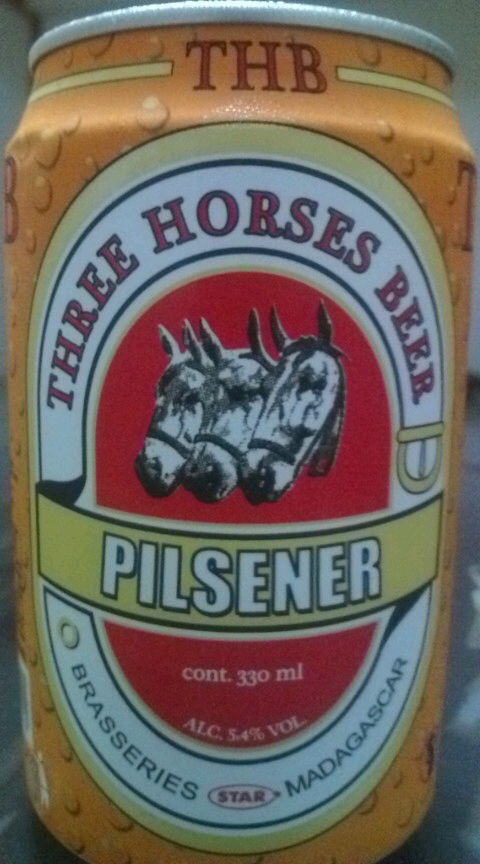 THB
THREE HORSES BEER
PILSENER
cont. 330 ml
ALC. 5.4% VOL.
BRASSERIES STAR MADAGASCAR